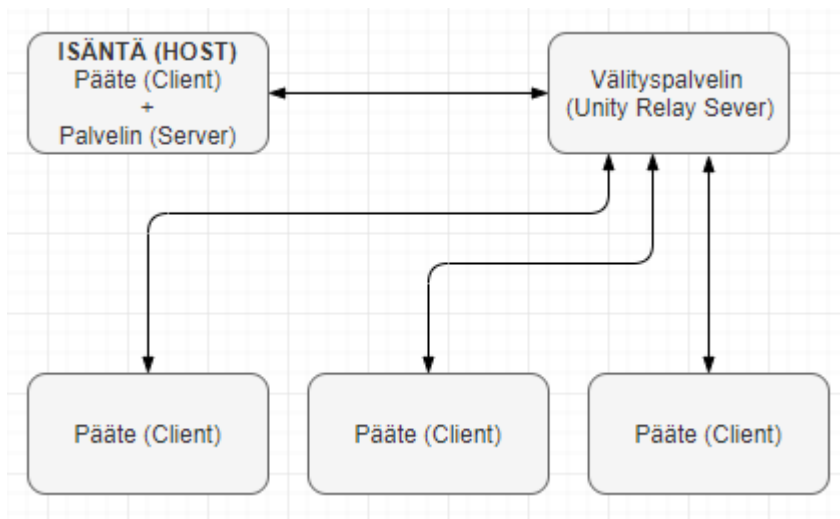 ISÄNTÄ (HOST)
Pääte (Client)
+
Palvelin (Server)
Välityspalvelin
(Unity Relay Sever)
Pääte (Client)
Pääte (Client)
Pääte (Client)